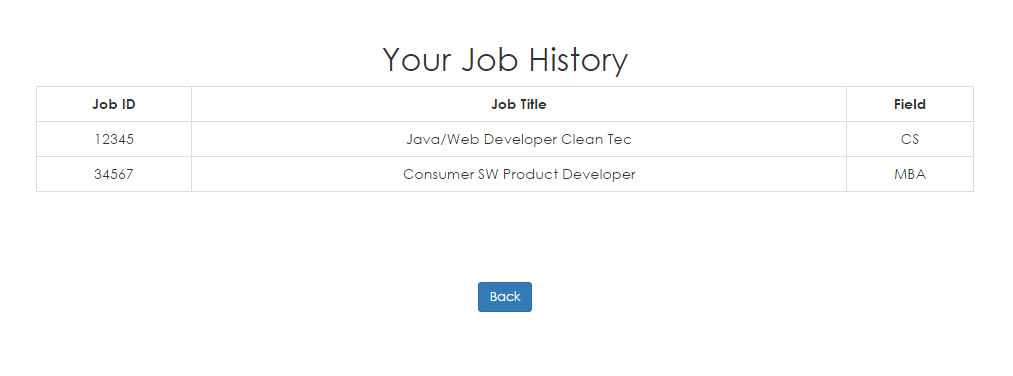 Your Job History
Job ID Job Title Field
12345 Java/Web Developer Clean Tec CS
34567 Consumer SW Product Developer MBA
Back